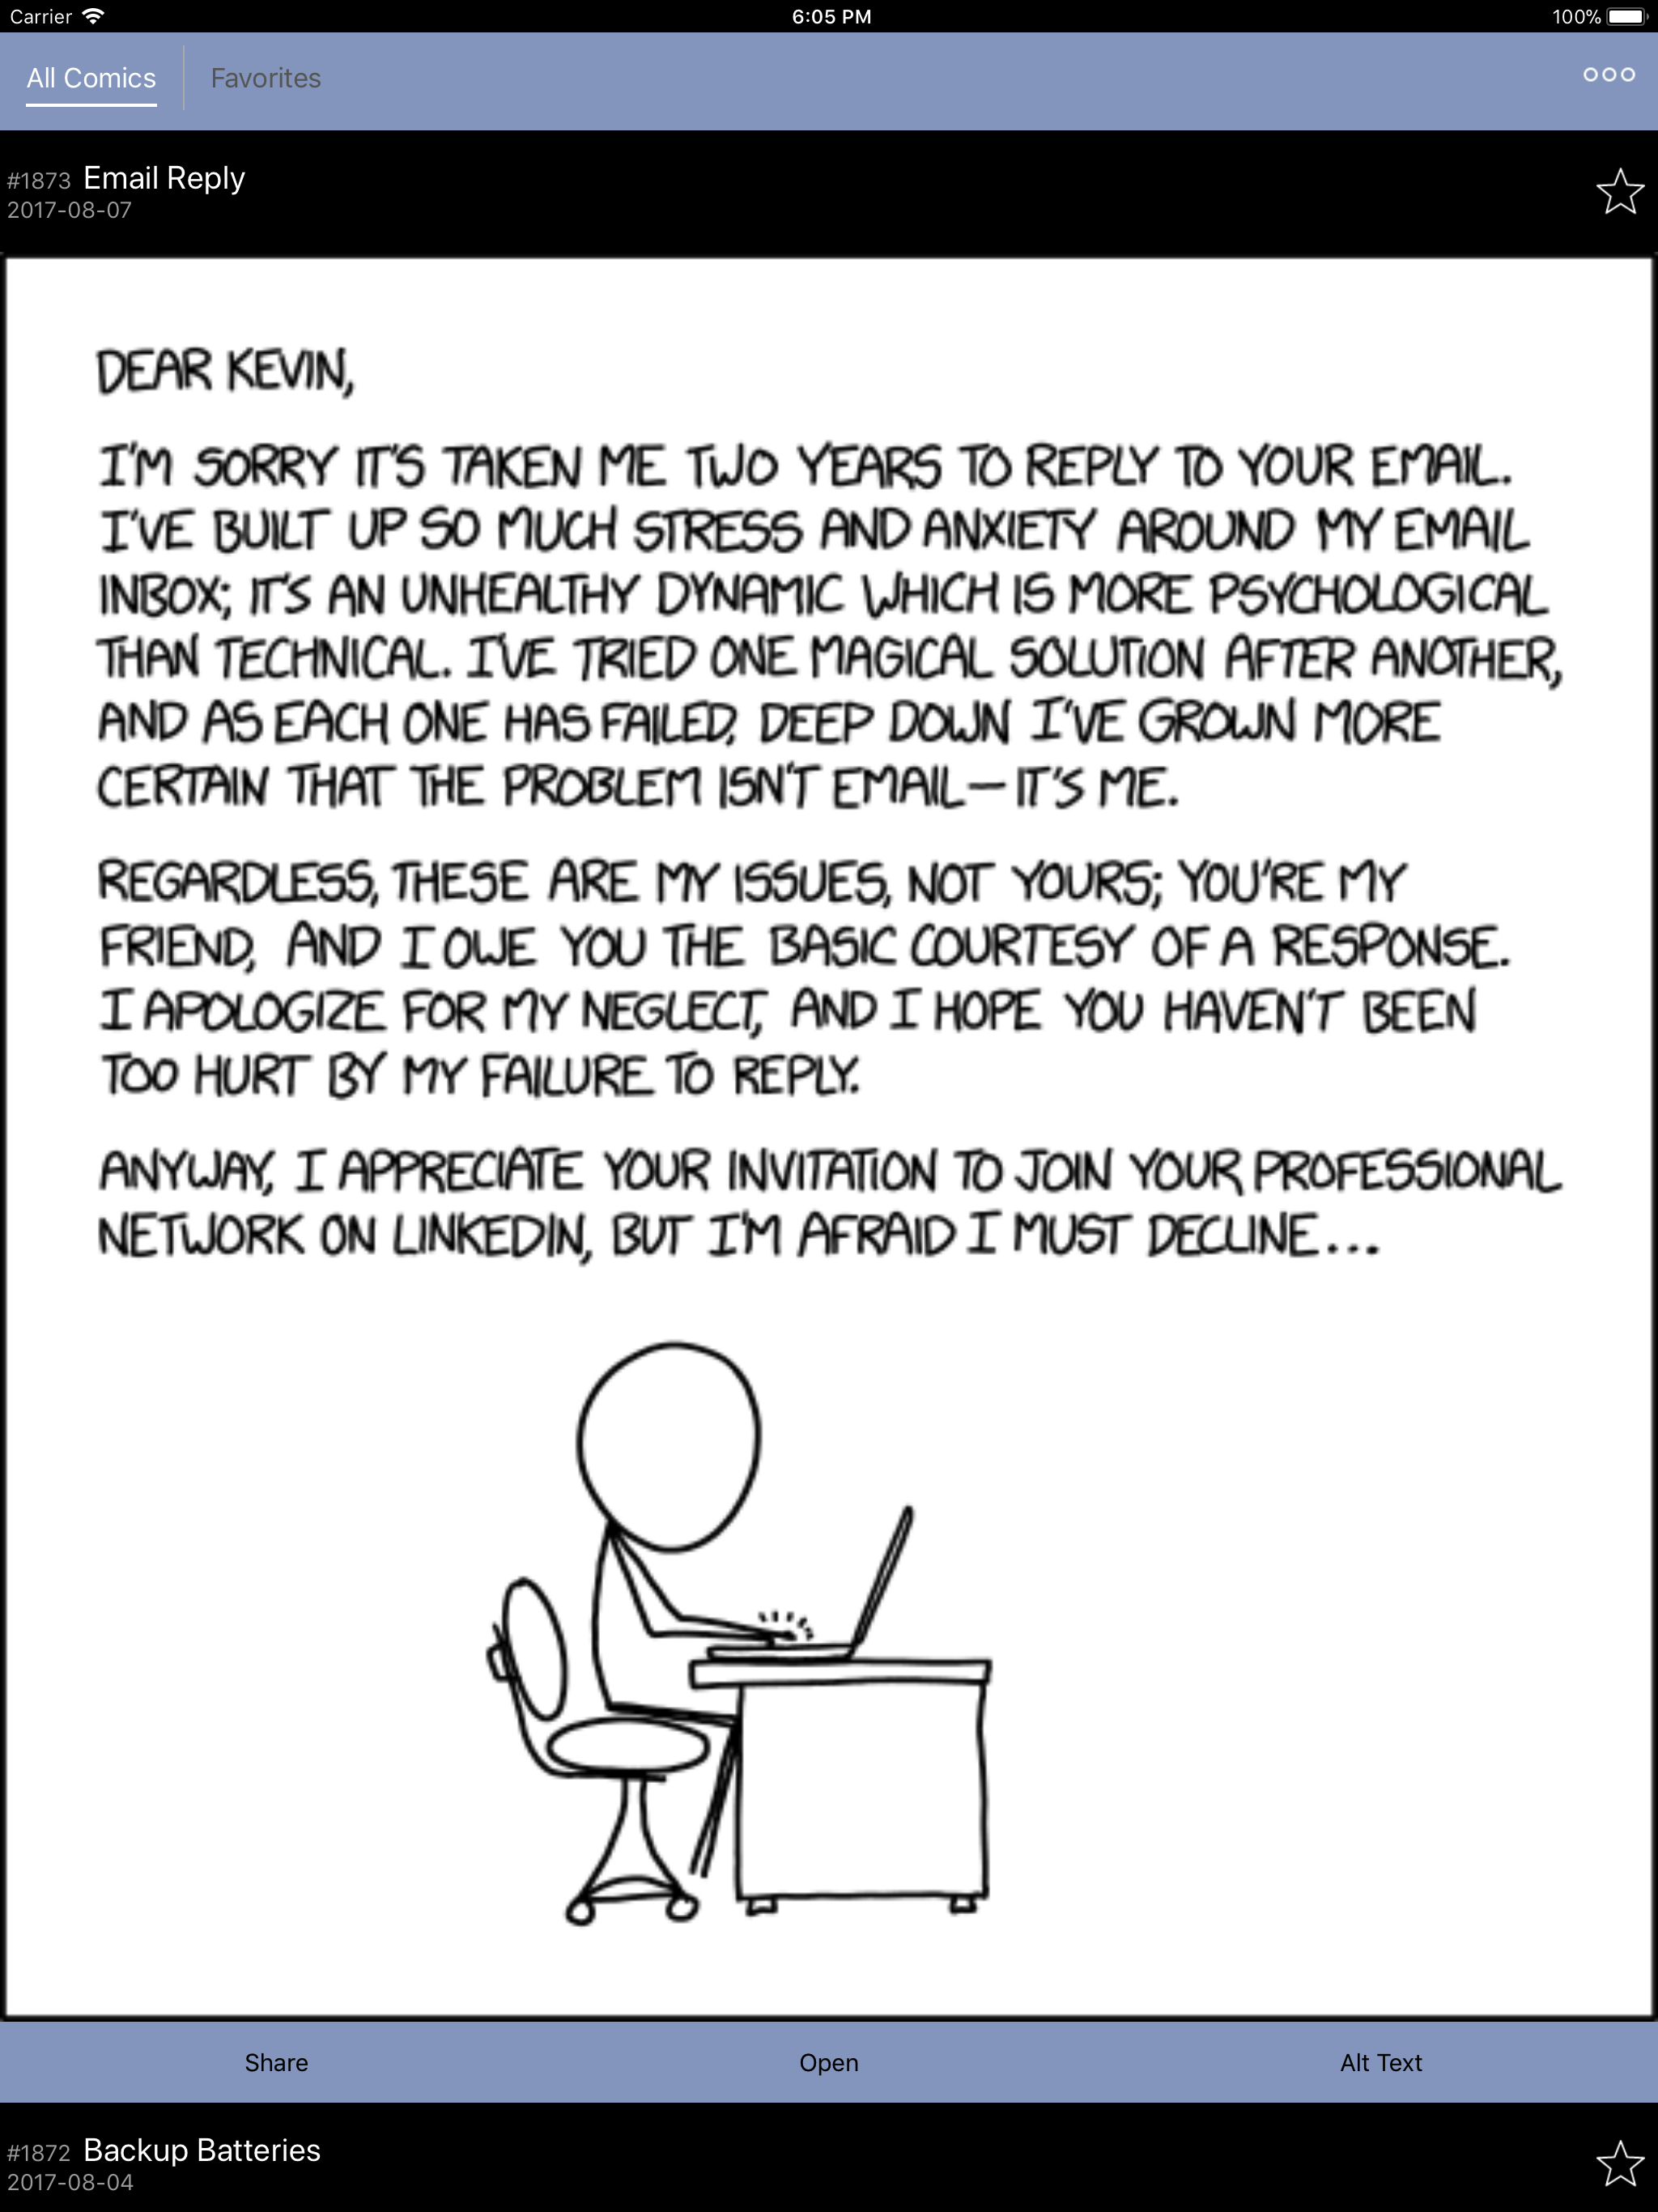 Carrier 6:05 PM 100%
All Comics Favorites
#1873 Email Reply
2017-08-07
DEAR KEVIN,
I'M SORRY IT'S TAKEN ME TWO YEARS TO REPLY TO YOUR EMAIL.
I'VE BUILT UP SO MUCH STRESS AND ANXIETY AROUND MY EMAIL
INBOX; IT'S AN UNHEALTHY DYNAMIC WHICH IS MORE PSYCHOLOGICAL
THAN TECHNICAL. I'VE TRIED ONE MAGICAL SOLUTION AFTER ANOTHER,
AND AS EACH ONE HAS FAILED, DEEP DOWN I'VE GROWN MORE
CERTAIN THAT THE PROBLEM ISN'T EMAIL—IT'S ME.
REGARDLESS, THESE ARE MY ISSUES, NOT YOURS; YOU'RE MY
FRIEND, AND I OWE YOU THE BASIC COURTESY OF A RESPONSE.
I APOLOGIZE FOR MY NEGLECT, AND I HOPE YOU HAVEN'T BEEN
TOO HURT BY MY FAILURE TO REPLY.
ANYWAY, I APPRECIATE YOUR INVITATION TO JOIN YOUR PROFESSIONAL
NETWORK ON LINKEDIN, BUT I'M AFRAID I MUST DECLINE...
Share Open Alt Text
#1872 Backup Batteries
2017-08-04